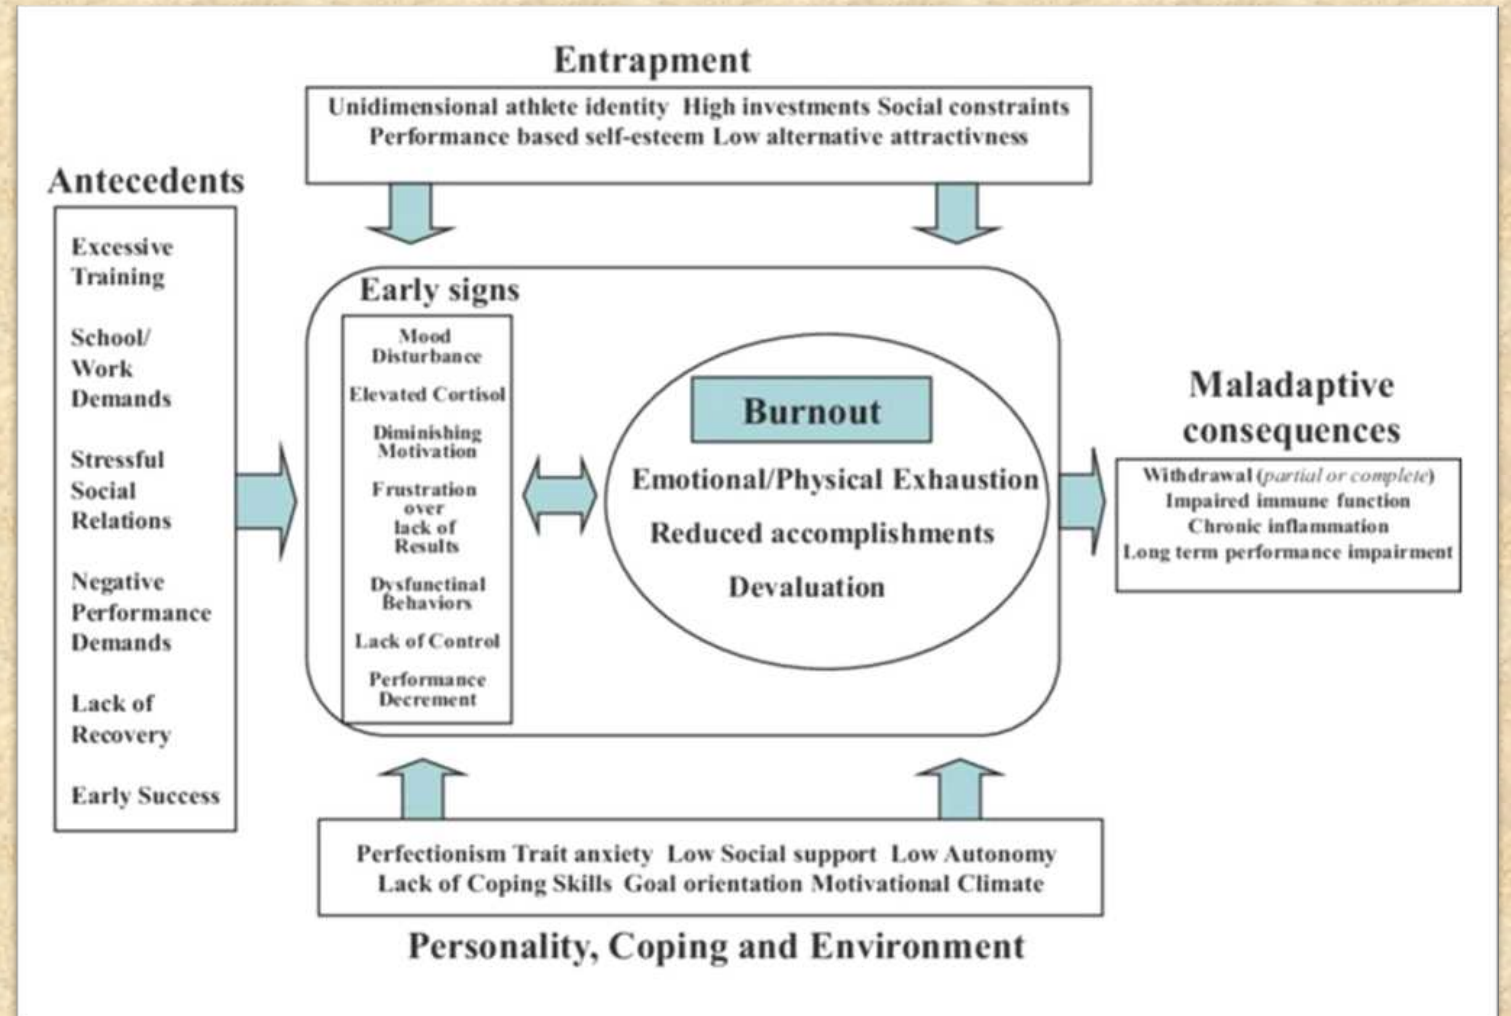 Entrapment
Unidimensional athlete identity High investments Social constraints
Performance based self-esteem Low alternative attractivness
Antecedents
Excessive
Training
School/
Work
Demands
Stressful
Social
Relations
Negative
Performance
Demands
Lack of
Recovery
Early Success
Early signs
Mood
Disturbance
Elevated Cortisol
Diminishing
Motivation
Frustration
over
lack of
Results
Dysfunctinal
Behaviors
Lack of Control
Performance
Decrement
Burnout
Emotional/Physical Exhaustion
Reduced accomplishments
Devaluation
Maladaptive
consequences
Withdrawal (partial or complete)
Impaired immune function
Chronic inflammation
Long term performance impairment
Perfectionism Trait anxiety Low Social support Low Autonomy
Lack of Coping Skills Goal orientation Motivational Climate
Personality, Coping and Environment